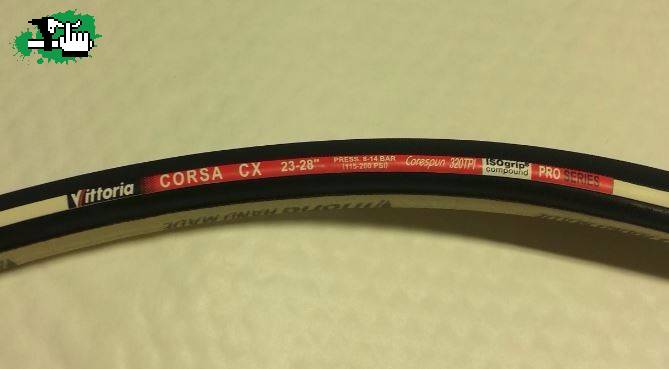 Vittoria CORSA CX 23-28" PRESS. 8-14 BAR (115-200 PSI) Corespun 320TPI ISOgrip® compound PRO SERIES
HAND MADE